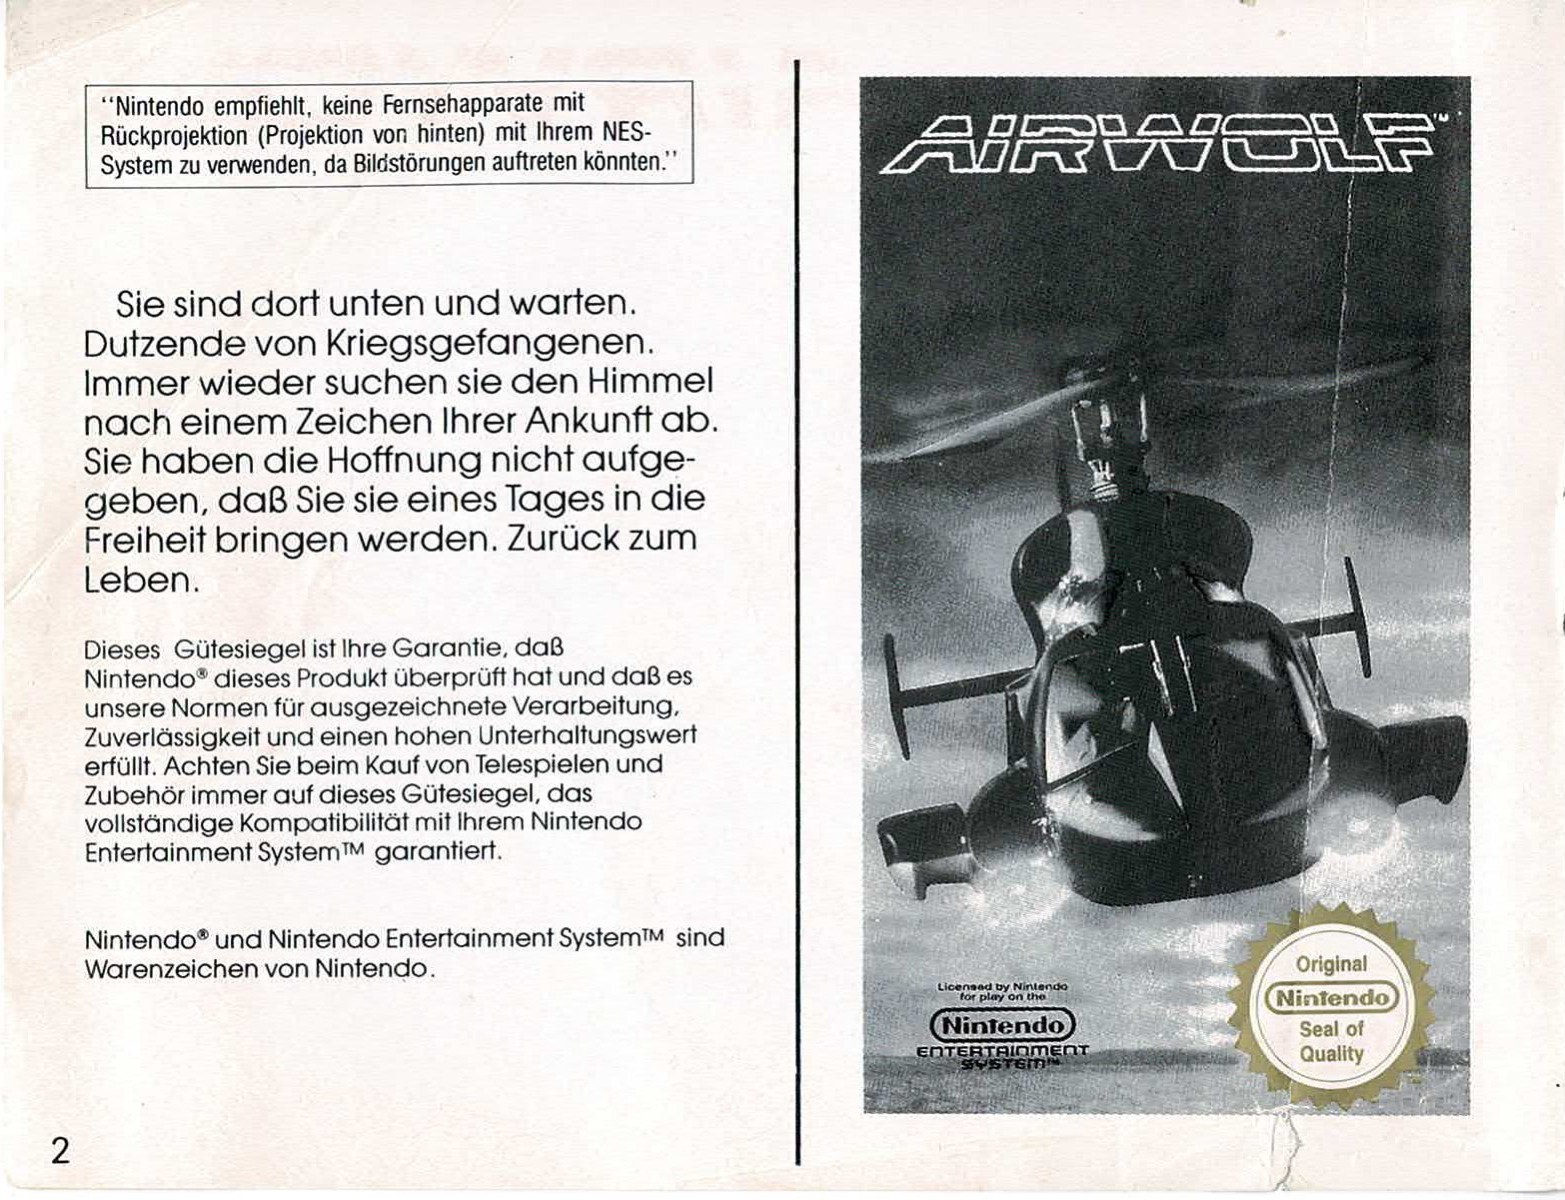 "Nintendo empfiehlt, keine Fernsehapparate mit
Rückprojektion (Projektion von hinten) mit Ihrem NES-
System zu verwenden, da Bildstörungen auftreten könnten."
Sie sind dort unten und warten.
Dutzende von Kriegsgefangenen.
Immer wieder suchen sie den Himmel
nach einem Zeichen Ihrer Ankunft ab.
Sie haben die Hoffnung nicht aufge-
geben, daß Sie sie eines Tages in die
Freiheit bringen werden. Zurück zum
Leben.
Dieses Gütesiegel ist Ihre Garantie, daß
Nintendo® dieses Produkt überprüft hat und daß es
unsere Normen für ausgezeichnete Verarbeitung,
Zuverlässigkeit und einen hohen Unterhaltungswert
erfüllt. Achten Sie beim Kauf von Telespielen und
Zubehör immer auf dieses Gütesiegel, das
vollständige Kompatibilität mit Ihrem Nintendo
Entertainment System™ garantiert.
Nintendo® und Nintendo Entertainment System™ sind
Warenzeichen von Nintendo.
2
AIRWOLF™
Licensed by Nintendo
for play on the
Nintendo
ENTERTAINMENT
SYSTEM™
Original
Nintendo
Seal of
Quality